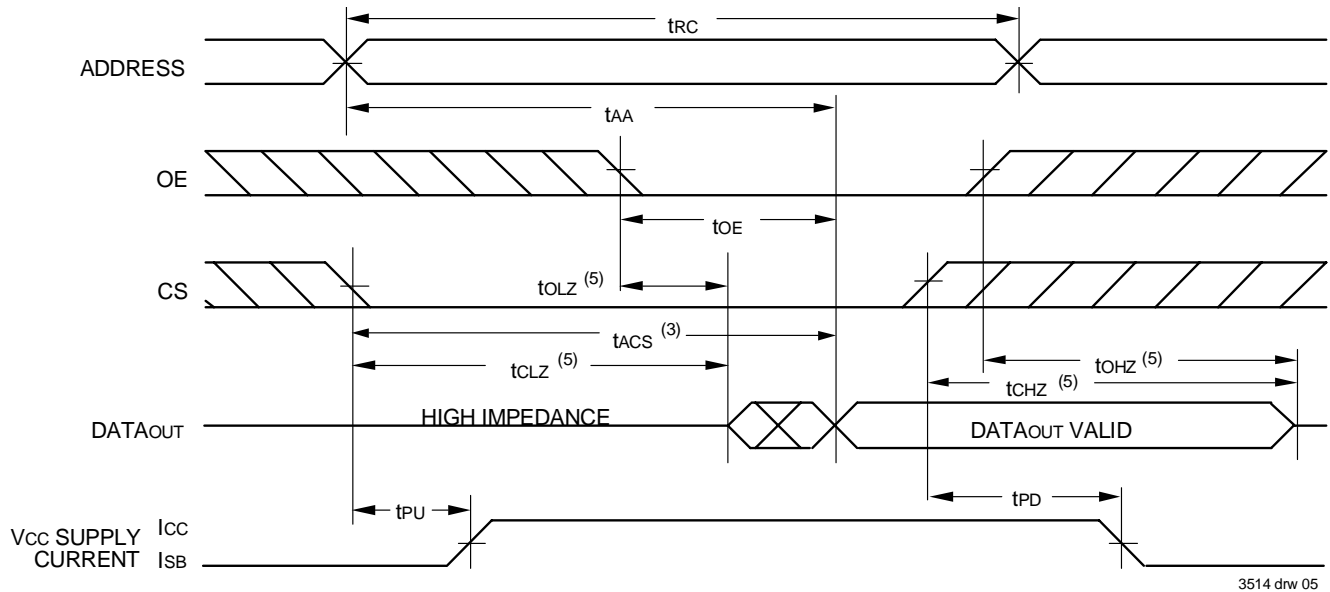 tRC
ADDRESS
tAA
OE
tOE
CS
tOLZ (5)
tACS (3)
tCLZ (5)
tOHZ (5)
tCHZ (5)
HIGH IMPEDANCE
DATAOUT
DATAOUT VALID
tPU
tPD
VCC SUPPLY ICC
CURRENT ISB
3514 drw 05